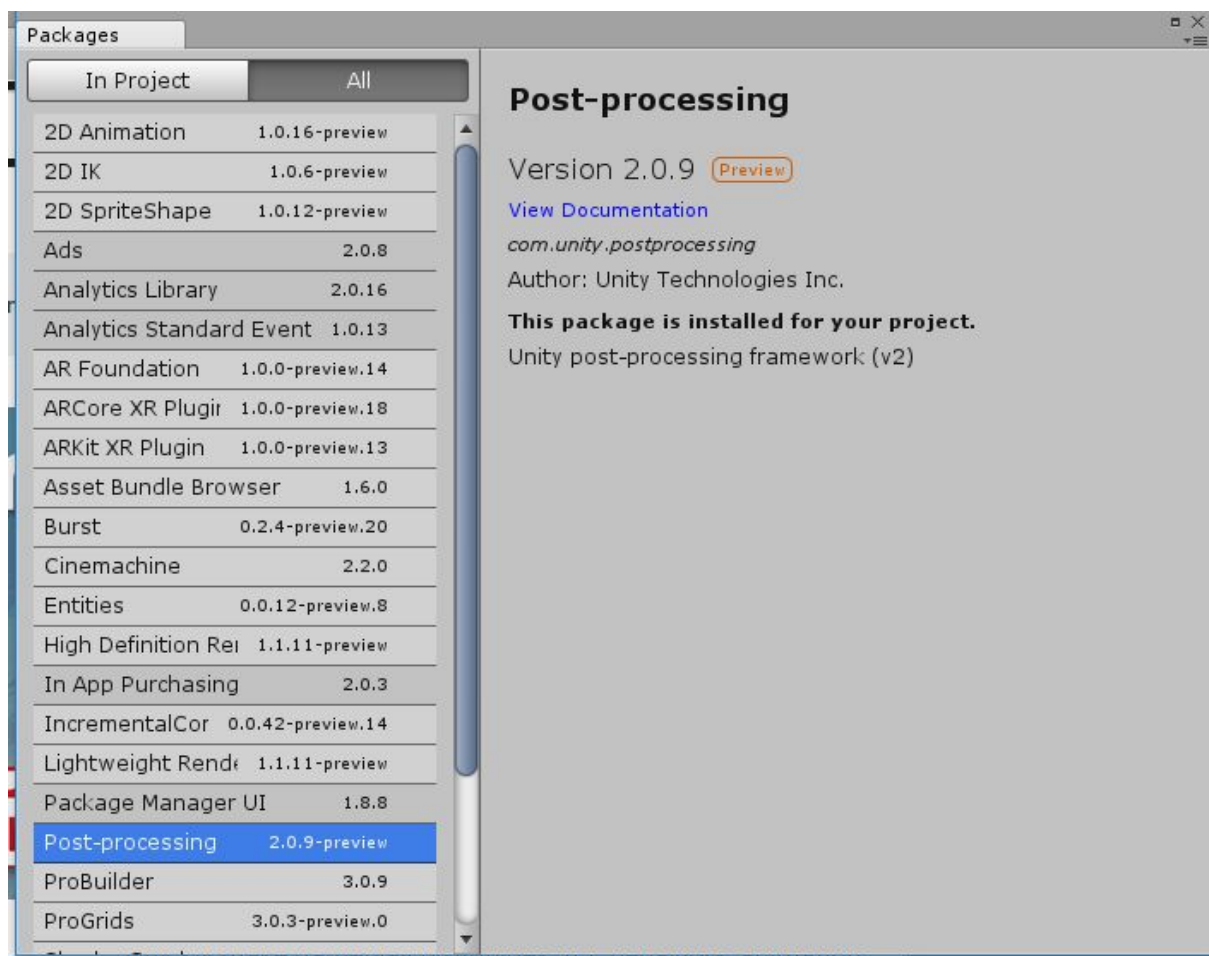 Packages
In Project
All
2D Animation 1.0.16-preview
2D IK 1.0.6-preview
2D SpriteShape 1.0.12-preview
Ads 2.0.8
Analytics Library 2.0.16
Analytics Standard Event 1.0.13
AR Foundation 1.0.0-preview.14
ARCore XR Plugir 1.0.0-preview.18
ARKit XR Plugin 1.0.0-preview.13
Asset Bundle Browser 1.6.0
Burst 0.2.4-preview.20
Cinemachine 2.2.0
Entities 0.0.12-preview.8
High Definition Rei 1.1.11-preview
In App Purchasing 2.0.3
IncrementalCor 0.0.42-preview.14
Lightweight Rende 1.1.11-preview
Package Manager UI 1.8.8
Post-processing 2.0.9-preview
ProBuilder 3.0.9
ProGrids 3.0.3-preview.0
Post-processing
Version 2.0.9 Preview
View Documentation
com.unity.postprocessing
Author: Unity Technologies Inc.
This package is installed for your project.
Unity post-processing framework (v2)